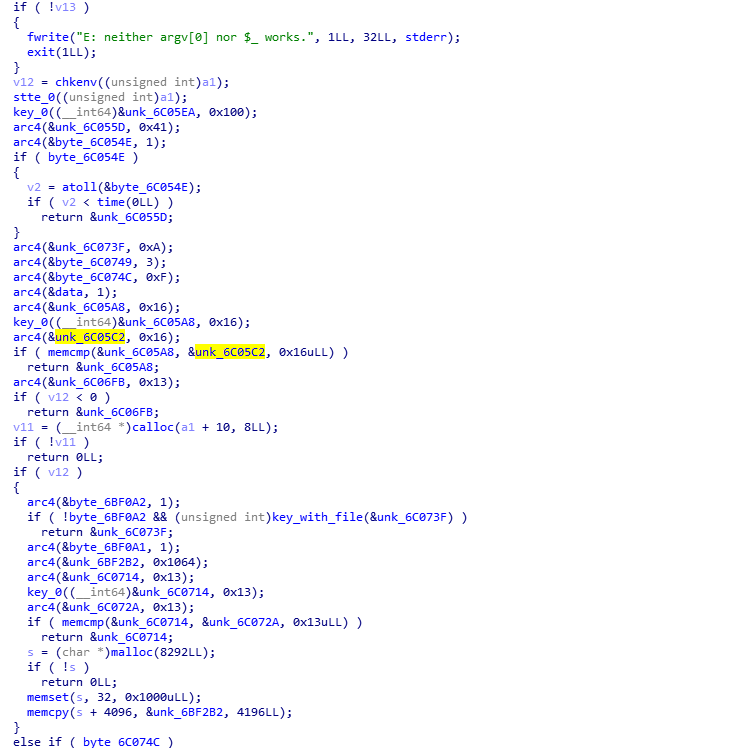 if ( !v13 )
{
fwrite("E: neither argv[0] nor $_ works.", 1LL, 32LL, stderr);
exit(1LL);
}
v12 = chkenv((unsigned int)a1);
stte_0((unsigned int)a1);
key_0((__int64)&unk_6C05EA, 0x100);
arc4(&unk_6C055D, 0x41);
arc4(&byte_6C054E, 1);
if ( byte_6C054E )
{
v2 = atoll(&byte_6C054E);
if ( v2 < time(0LL) )
return &unk_6C055D;
}
arc4(&unk_6C073F, 0xA);
arc4(&byte_6C0749, 3);
arc4(&byte_6C074C, 0xF);
arc4(&data, 1);
arc4(&unk_6C05A8, 0x16);
key_0((__int64)&unk_6C05A8, 0x16);
arc4(&unk_6C05C2, 0x16);
if ( memcmp(&unk_6C05A8, &unk_6C05C2, 0x16uLL) )
return &unk_6C05A8;
arc4(&unk_6C06FB, 0x13);
if ( v12 < 0 )
return &unk_6C06FB;
v11 = (__int64 *)calloc(a1 + 10, 8LL);
if ( !v11 )
return 0LL;
if ( v12 )
{
arc4(&byte_6BF0A2, 1);
if ( !byte_6BF0A2 && (unsigned int)key_with_file(&unk_6C073F) )
return &unk_6C073F;
arc4(&byte_6BF0A1, 1);
arc4(&unk_6BF2B2, 0x1064);
arc4(&unk_6C0714, 0x13);
key_0((__int64)&unk_6C0714, 0x13);
arc4(&unk_6C072A, 0x13);
if ( memcmp(&unk_6C0714, &unk_6C072A, 0x13uLL) )
return &unk_6C0714;
s = (char *)malloc(8292LL);
if ( !s )
return 0LL;
memset(s, 32, 0x1000uLL);
memcpy(s + 4096, &unk_6BF2B2, 4196LL);
}
else if ( byte_6C074C )